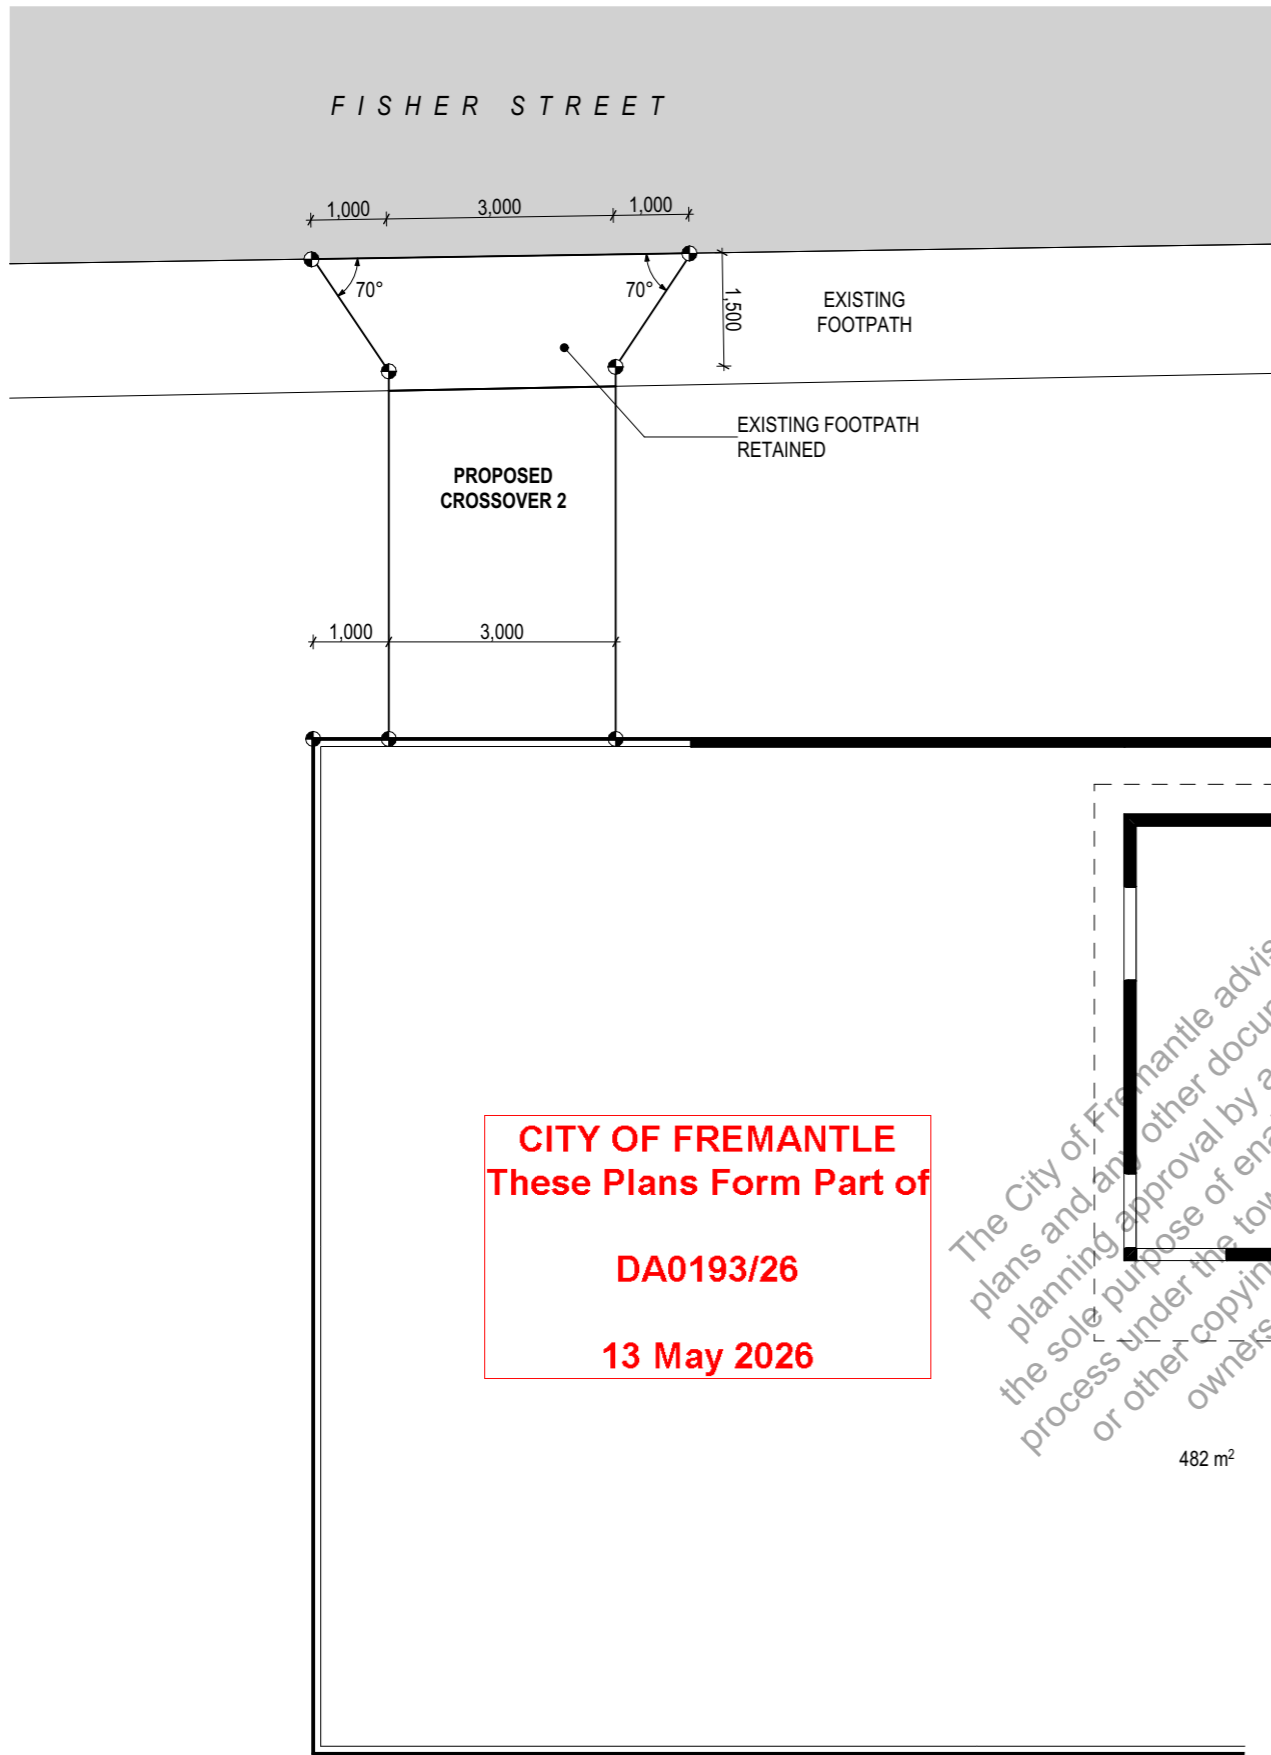 FISHER STREET
1,000
3,000
1,000
70°
70°
1,500
EXISTING
FOOTPATH
EXISTING FOOTPATH
RETAINED
PROPOSED
CROSSOVER 2
1,000
3,000
CITY OF FREMANTLE
These Plans Form Part of
DA0193/26
13 May 2026
The City of Fremantle advis
plans and any other docum
planning approval by a
the sole purpose of ena
process under the tow
or other copyin
owners
482 m²